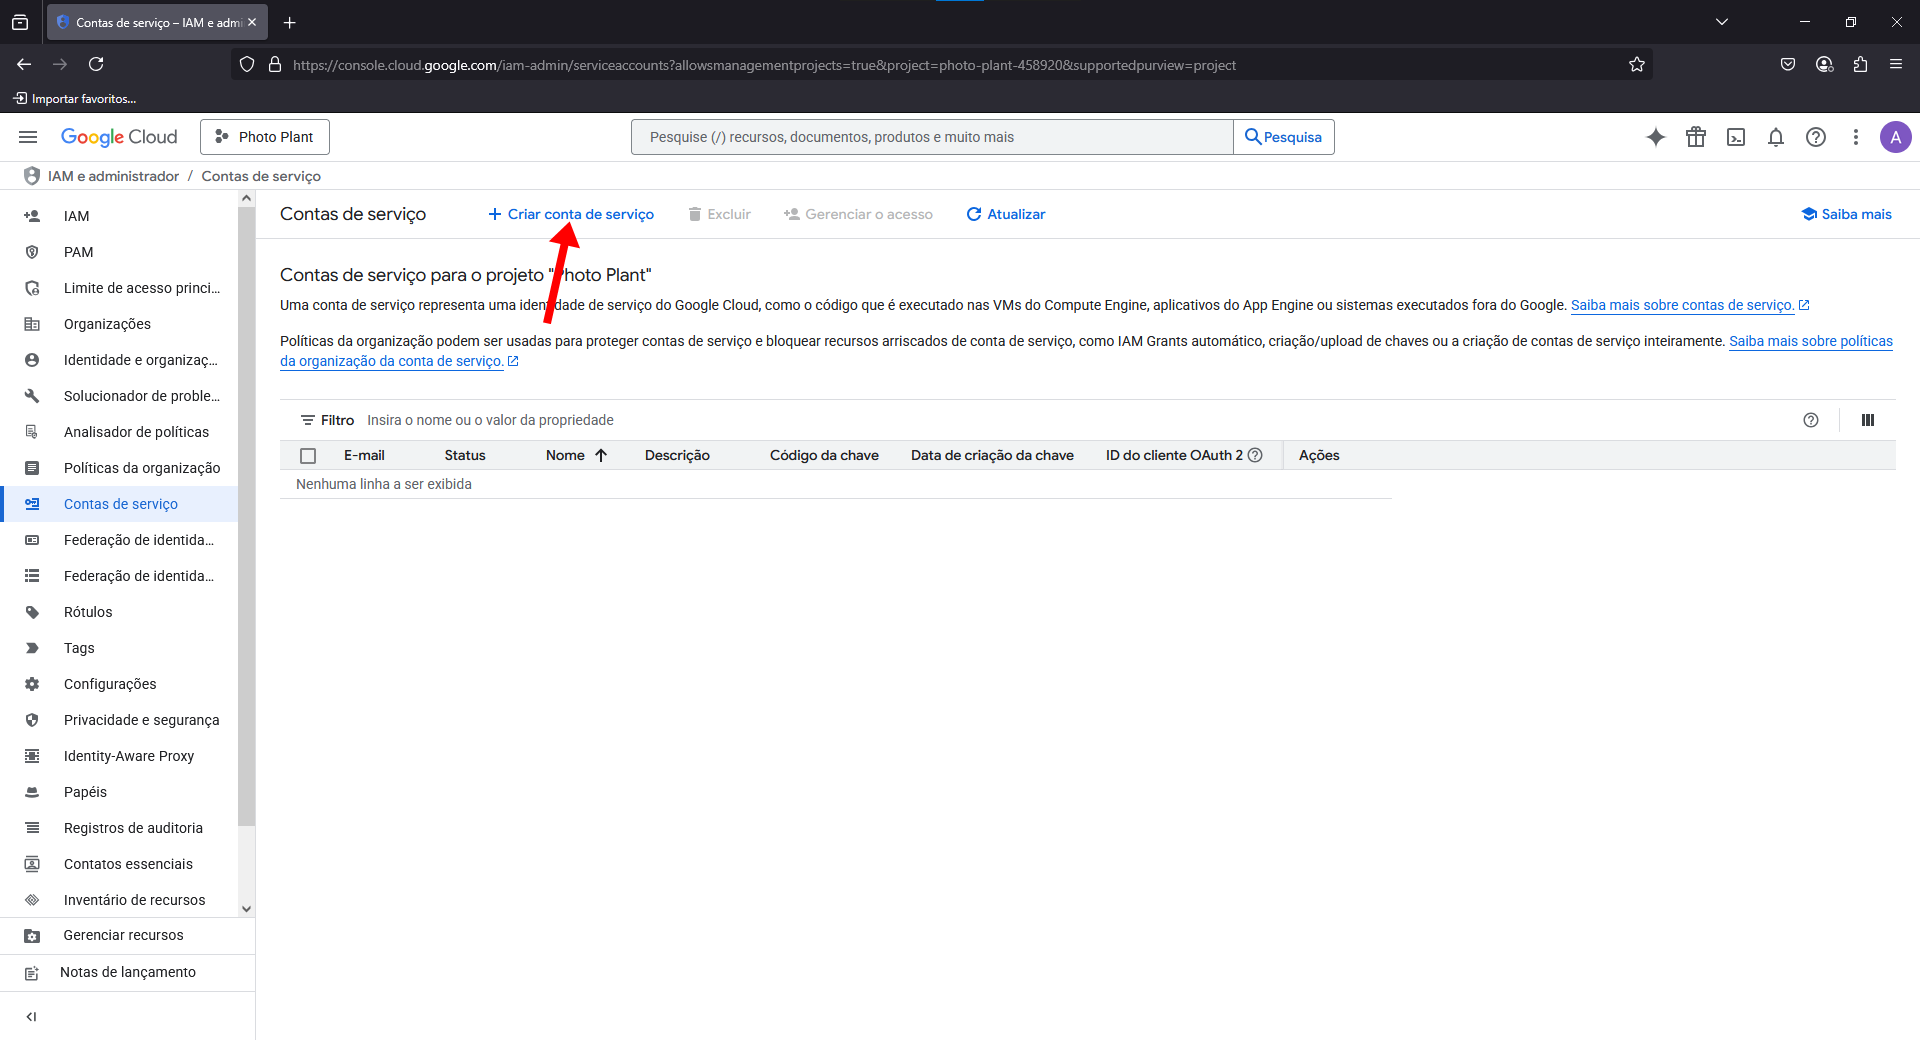 Contas de serviço – IAM e admi
https://console.cloud.google.com/iam-admin/serviceaccounts?allowsmanagementprojects=true&project=photo-plant-458920&supportedpurview=project
Importar favoritos...
Google Cloud
Photo Plant
Pesquise (/) recursos, documentos, produtos e muito mais
Pesquisa
A
IAM e administrador / Contas de serviço
IAM
PAM
Limite de acesso princi...
Organizações
Identidade e organizaç...
Solucionador de proble...
Analisador de políticas
Políticas da organização
Contas de serviço
Federação de identida...
Federação de identida...
Rótulos
Tags
Configurações
Privacidade e segurança
Identity-Aware Proxy
Papéis
Registros de auditoria
Contatos essenciais
Inventário de recursos
Gerenciar recursos
Notas de lançamento
Contas de serviço
Criar conta de serviço
Excluir
Gerenciar o acesso
Atualizar
Saiba mais
Contas de serviço para o projeto "Photo Plant"
Uma conta de serviço representa uma identidade de serviço do Google Cloud, como o código que é executado nas VMs do Compute Engine, aplicativos do App Engine ou sistemas executados fora do Google. Saiba mais sobre contas de serviço.
Políticas da organização podem ser usadas para proteger contas de serviço e bloquear recursos arriscados de conta de serviço, como IAM Grants automático, criação/upload de chaves ou a criação de contas de serviço inteiramente. Saiba mais sobre políticas
da organização da conta de serviço.
Filtro Insira o nome ou o valor da propriedade
E-mail Status Nome Descrição Código da chave Data de criação da chave ID do cliente OAuth 2 Ações
Nenhuma linha a ser exibida